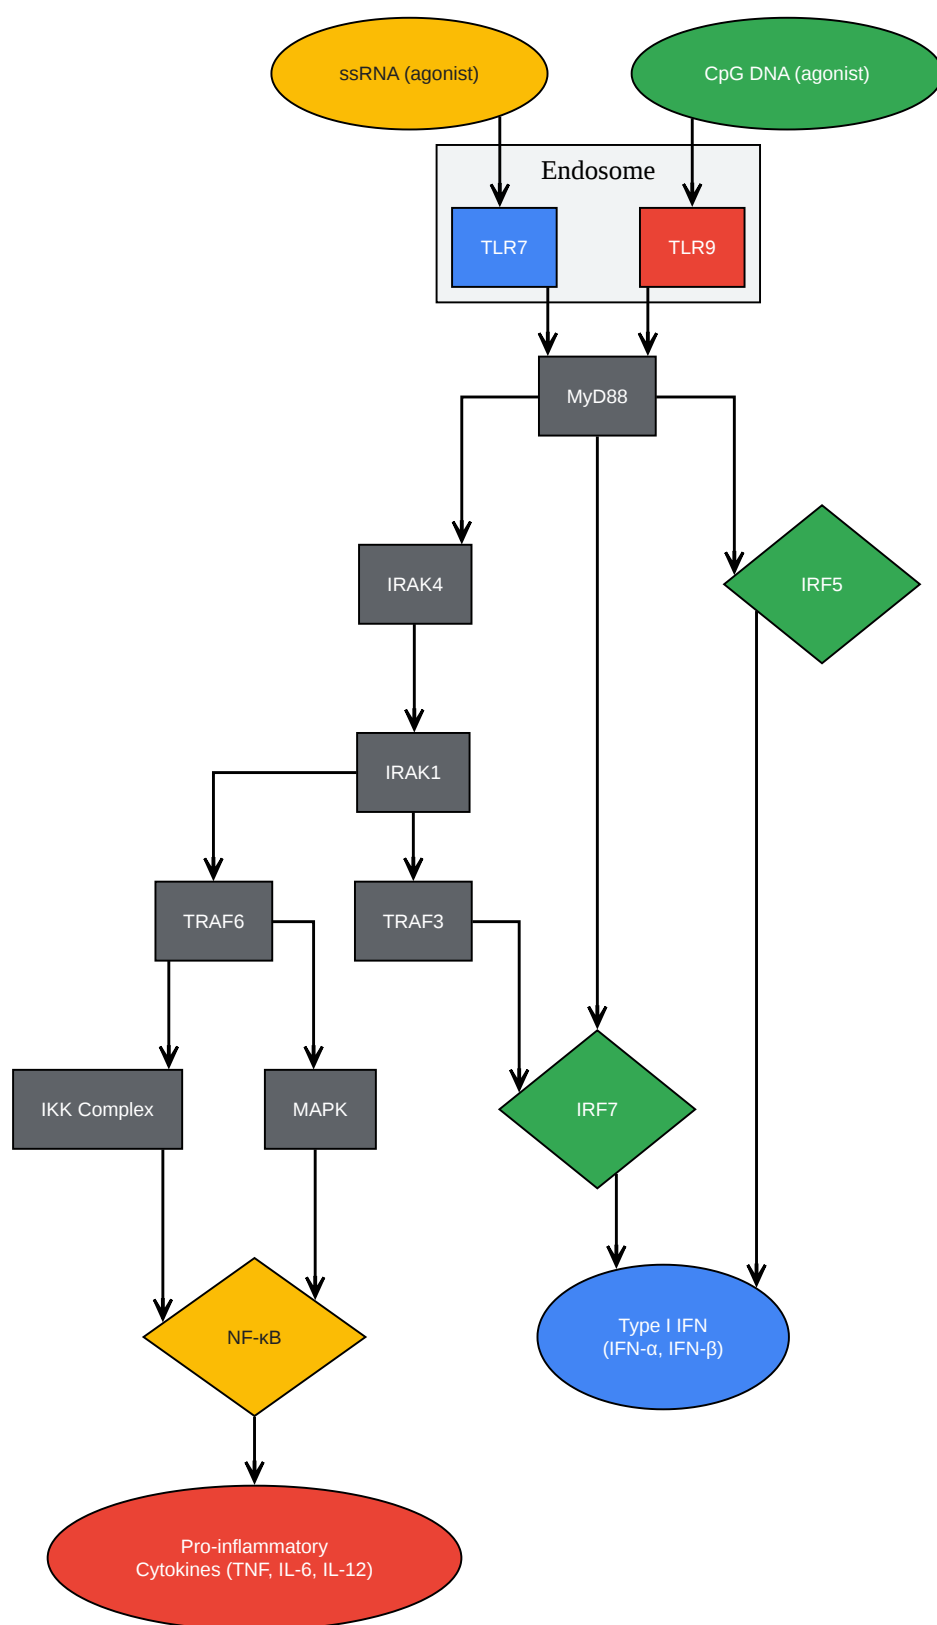 ssRNA (agonist)
CpG DNA (agonist)
Endosome
TLR7
TLR9
MyD88
IRAK4
IRF5
IRAK1
TRAF6
TRAF3
IKK Complex
MAPK
IRF7
NF-κB
Type I IFN
(IFN-α, IFN-β)
Pro-inflammatory
Cytokines (TNF, IL-6, IL-12)